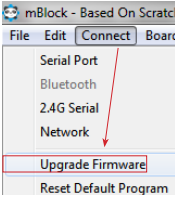 mBlock - Based On Scratch
File Edit Connect Boar
Serial Port
Bluetooth
2.4G Serial
Network
Upgrade Firmware
Reset Default Program